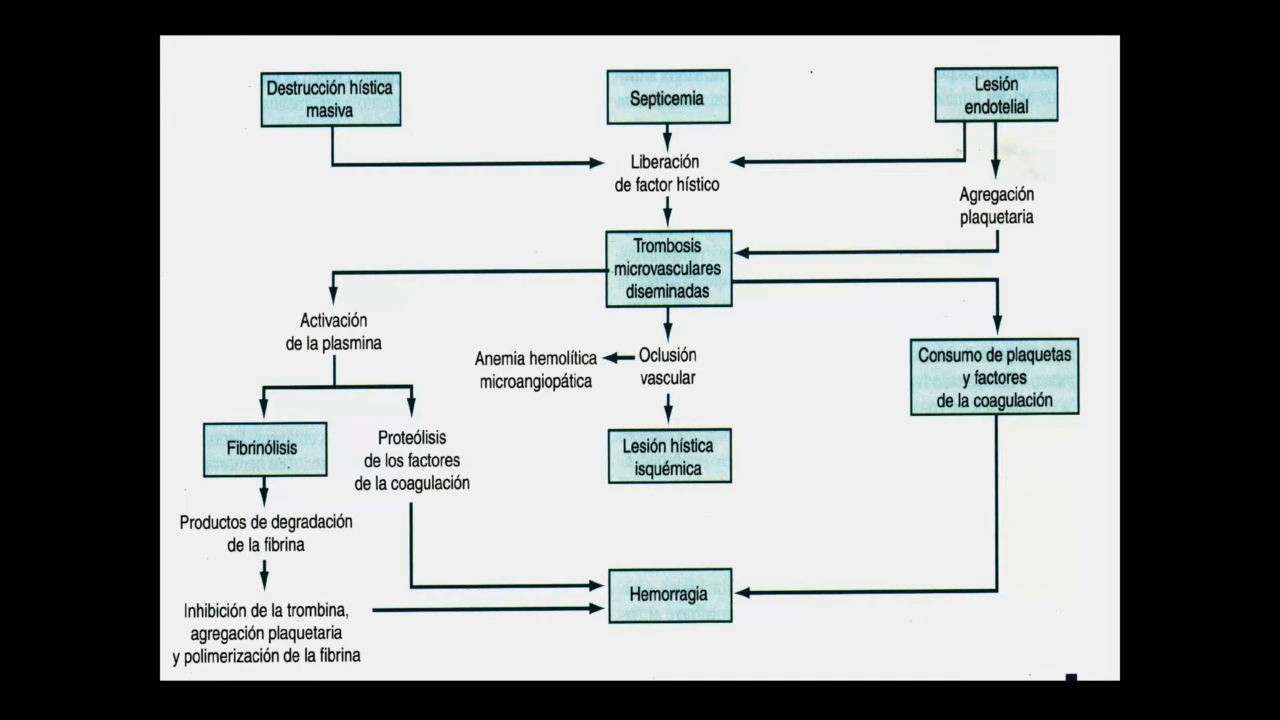 Destrucción hística
masiva
Septicemia
Lesión
endotelial
Liberación
de factor hístico
Agregación
plaquetaria
Trombosis
microvasculares
diseminadas
Activación
de la plasmina
Anemia hemolítica
microangiopática
Oclusión
vascular
Consumo de plaquetas
y factores
de la coagulación
Fibrinólisis
Proteólisis
de los factores
de la coagulación
Lesión hística
isquémica
Productos de degradación
de la fibrina
Hemorragia
Inhibición de la trombina,
agregación plaquetaria
y polimerización de la fibrina